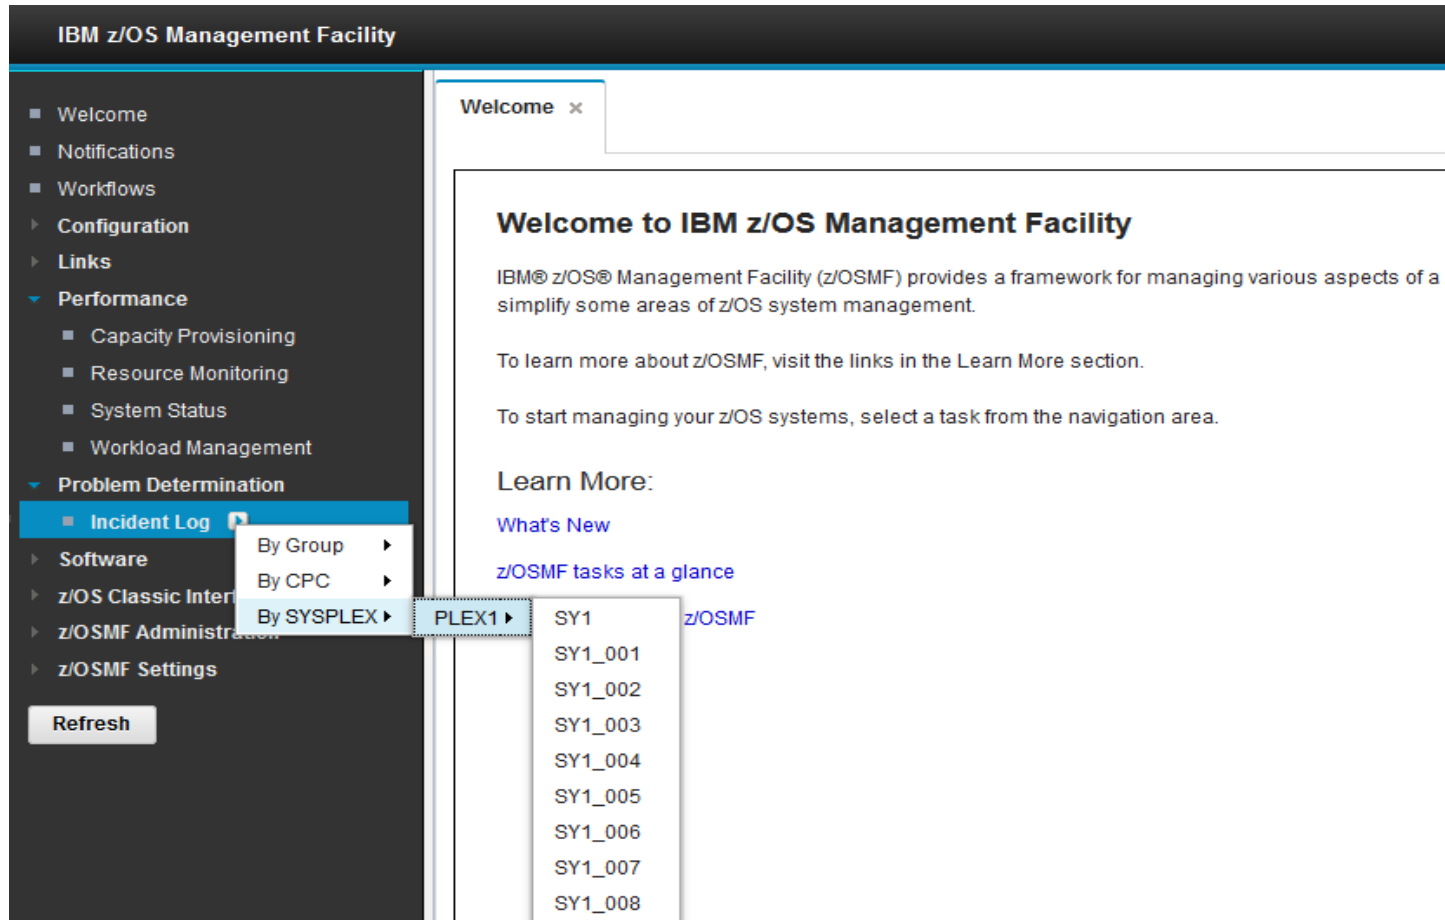 IBM z/OS Management Facility
Welcome
Notifications
Workflows
Configuration
Links
Performance
Capacity Provisioning
Resource Monitoring
System Status
Workload Management
Problem Determination
Incident Log
Software
z/OS Classic Interf
z/OSMF Administration
z/OSMF Settings
Refresh
By Group
By CPC
By SYSPLEX
PLEX1
SY1
SY1_001
SY1_002
SY1_003
SY1_004
SY1_005
SY1_006
SY1_007
SY1_008
Welcome ×
Welcome to IBM z/OS Management Facility
IBM® z/OS® Management Facility (z/OSMF) provides a framework for managing various aspects of a
simplify some areas of z/OS system management.
To learn more about z/OSMF, visit the links in the Learn More section.
To start managing your z/OS systems, select a task from the navigation area.
Learn More:
What's New
z/OSMF tasks at a glance
z/OSMF